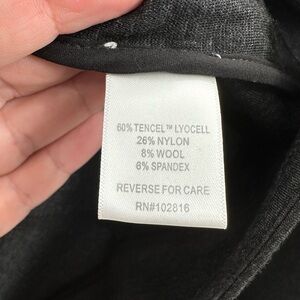 60% TENCEL™ LYOCELL
26% NYLON
8% WOOL
6% SPANDEX
REVERSE FOR CARE
RN#102816